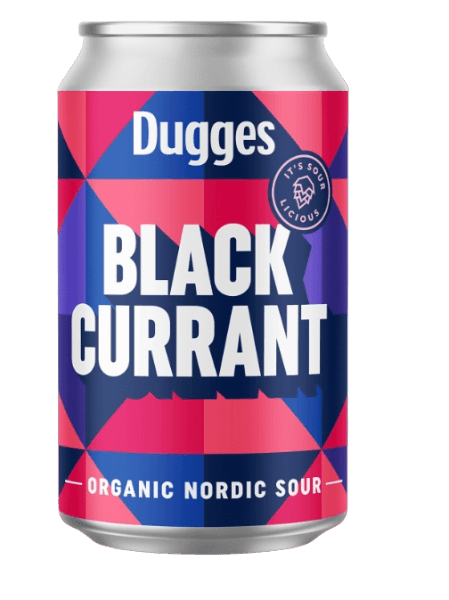 Dugges
IT'S SOUR
LICIOUS
BLACK
CURRANT
ORGANIC NORDIC SOUR